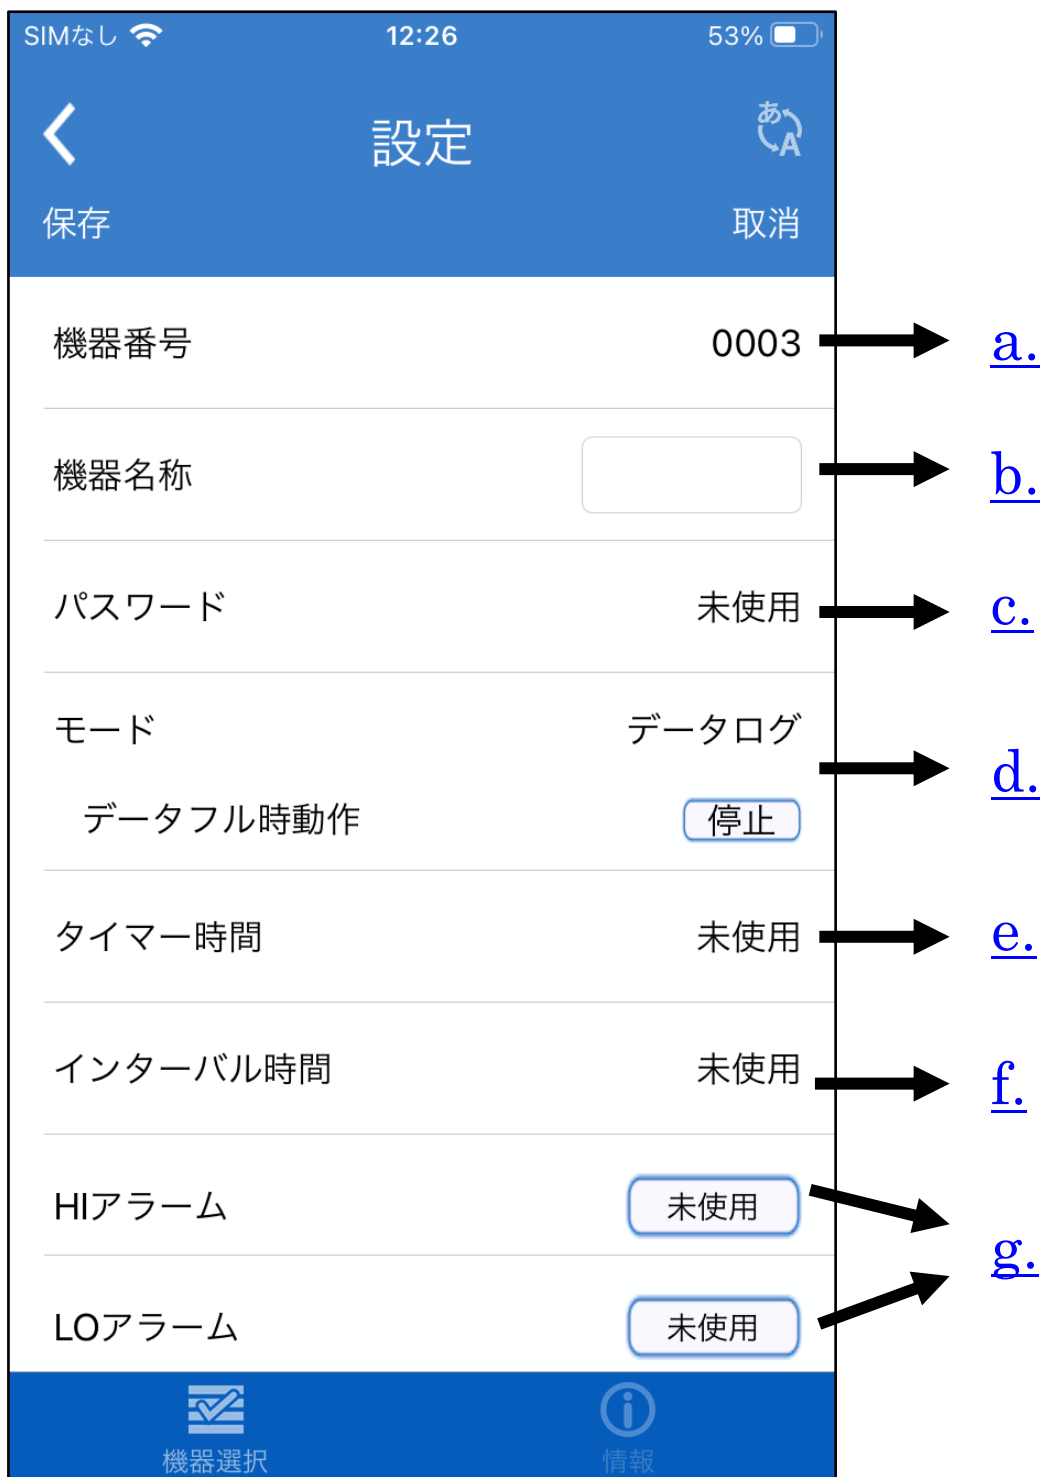 SIMなし 12:26 53%
設定
あ A
保存 取消
機器番号 0003 a.
機器名称 b.
パスワード 未使用 c.
モード データログ
d.
データフル時動作 停止
タイマー時間 未使用 e.
インターバル時間 未使用 f.
HIアラーム 未使用
g.
LOアラーム 未使用
機器選択 情報